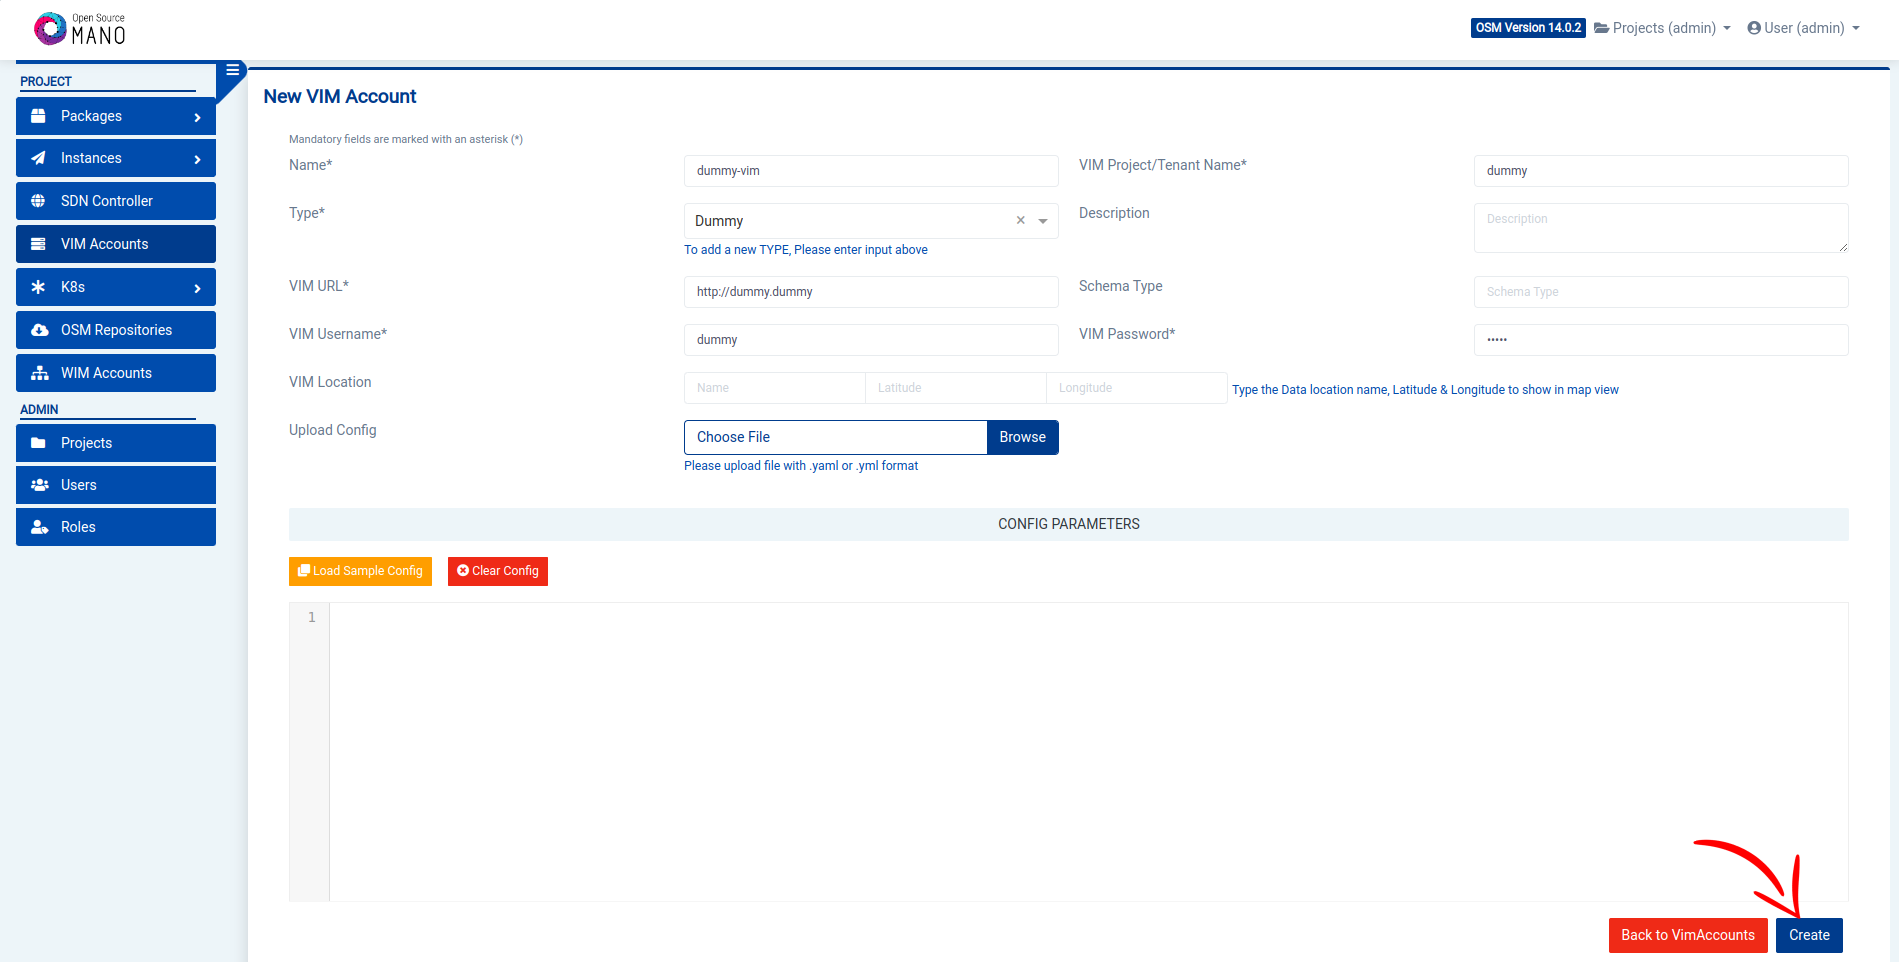 Open Source
MANO
OSM Version 14.0.2
Projects (admin)
User (admin)
PROJECT
Packages
Instances
SDN Controller
VIM Accounts
K8s
OSM Repositories
WIM Accounts
ADMIN
Projects
Users
Roles
New VIM Account
Mandatory fields are marked with an asterisk (*)
Name*
dummy-vim
VIM Project/Tenant Name*
dummy
Type*
Dummy
To add a new TYPE, Please enter input above
Description
Description
VIM URL*
http://dummy.dummy
Schema Type
Schema Type
VIM Username*
dummy
VIM Password*
•••••
VIM Location
Name
Latitude
Longitude
Type the Data location name, Latitude & Longitude to show in map view
Upload Config
Choose File
Browse
Please upload file with .yaml or .yml format
CONFIG PARAMETERS
Load Sample Config
Clear Config
1
Back to VimAccounts
Create